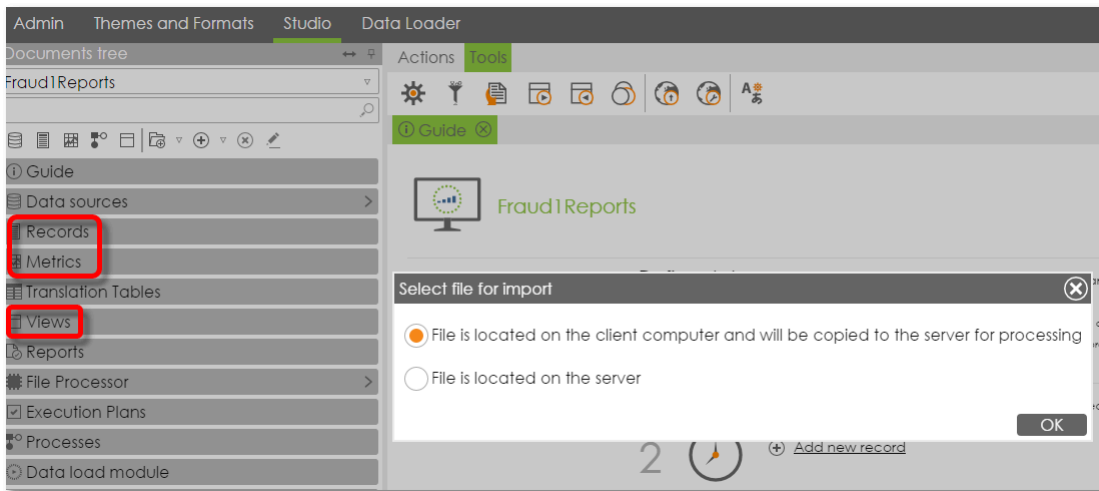 Admin Themes and Formats Studio Data Loader
Documents tree
Fraud1Reports
Actions Tools
Guide
Guide
Data sources
Records
Metrics
Translation Tables
Views
Reports
File Processor
Execution Plans
Processes
Data load module
Fraud1Reports
Select file for import
File is located on the client computer and will be copied to the server for processing
File is located on the server
OK
2
Add new record